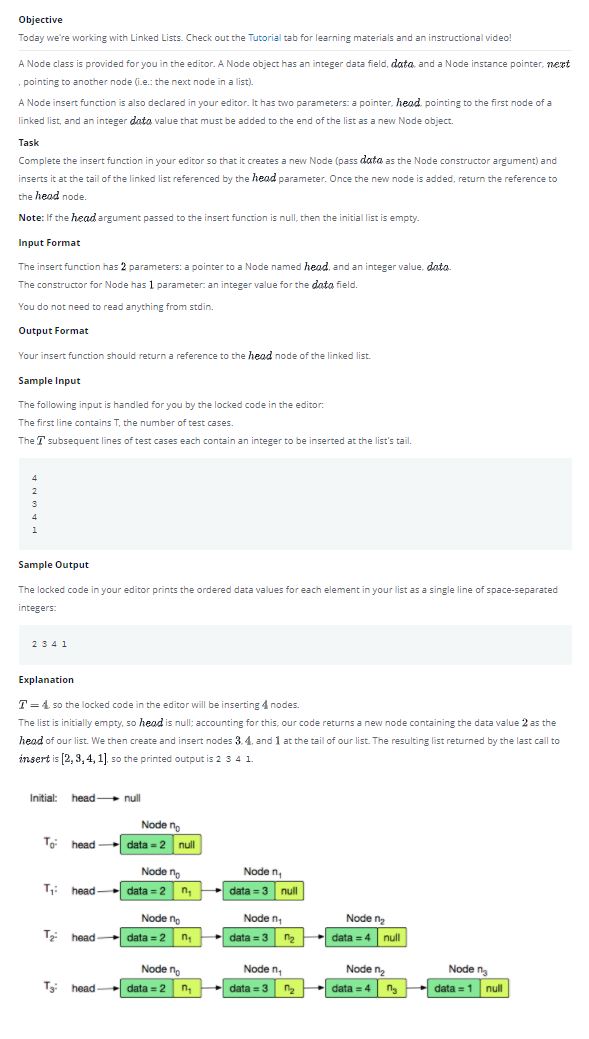 Objective
Today we're working with Linked Lists. Check out the Tutorial tab for learning materials and an instructional video!
A Node class is provided for you in the editor. A Node object has an integer data field, data, and a Node instance pointer, next
, pointing to another node (i.e.: the next node in a list).
A Node insert function is also declared in your editor. It has two parameters: a pointer, head, pointing to the first node of a
linked list, and an integer data value that must be added to the end of the list as a new Node object.
Task
Complete the insert function in your editor so that it creates a new Node (pass data as the Node constructor argument) and
inserts it at the tail of the linked list referenced by the head parameter. Once the new node is added, return the reference to
the head node.
Note: If the head argument passed to the insert function is null, then the initial list is empty.
Input Format
The insert function has 2 parameters: a pointer to a Node named head, and an integer value, data.
The constructor for Node has 1 parameter: an integer value for the data field.
You do not need to read anything from stdin.
Output Format
Your insert function should return a reference to the head node of the linked list.
Sample Input
The following input is handled for you by the locked code in the editor:
The first line contains T, the number of test cases.
The T subsequent lines of test cases each contain an integer to be inserted at the list's tail.
4
2
3
4
1
Sample Output
The locked code in your editor prints the ordered data values for each element in your list as a single line of space-separated
integers:
2 3 4 1
Explanation
T = 4, so the locked code in the editor will be inserting 4 nodes.
The list is initially empty, so head is null; accounting for this, our code returns a new node containing the data value 2 as the
head of our list. We then create and insert nodes 3, 4, and 1 at the tail of our list. The resulting list returned by the last call to
insert is [2, 3, 4, 1], so the printed output is 2 3 4 1.
Initial: head null
Node n₀
T₀: head data = 2 null
Node n₀ Node n₁
T₁: head data = 2 n₁ data = 3 null
Node n₀ Node n₁ Node n₂
T₂: head data = 2 n₁ data = 3 n₂ data = 4 null
Node n₀ Node n₁ Node n₂ Node n₃
T₃: head data = 2 n₁ data = 3 n₂ data = 4 n₃ data = 1 null